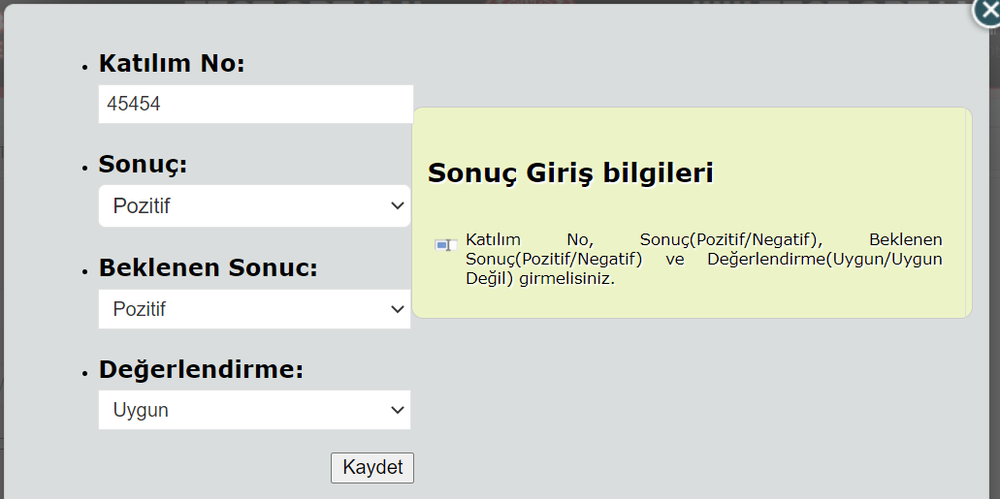 Katılım No:
45454
Sonuç:
Pozitif
Beklenen Sonuc:
Pozitif
Değerlendirme:
Uygun
Kaydet
Sonuç Giriş bilgileri
Katılım No, Sonuç(Pozitif/Negatif), Beklenen
Sonuç(Pozitif/Negatif) ve Değerlendirme(Uygun/Uygun
Değil) girmelisiniz.